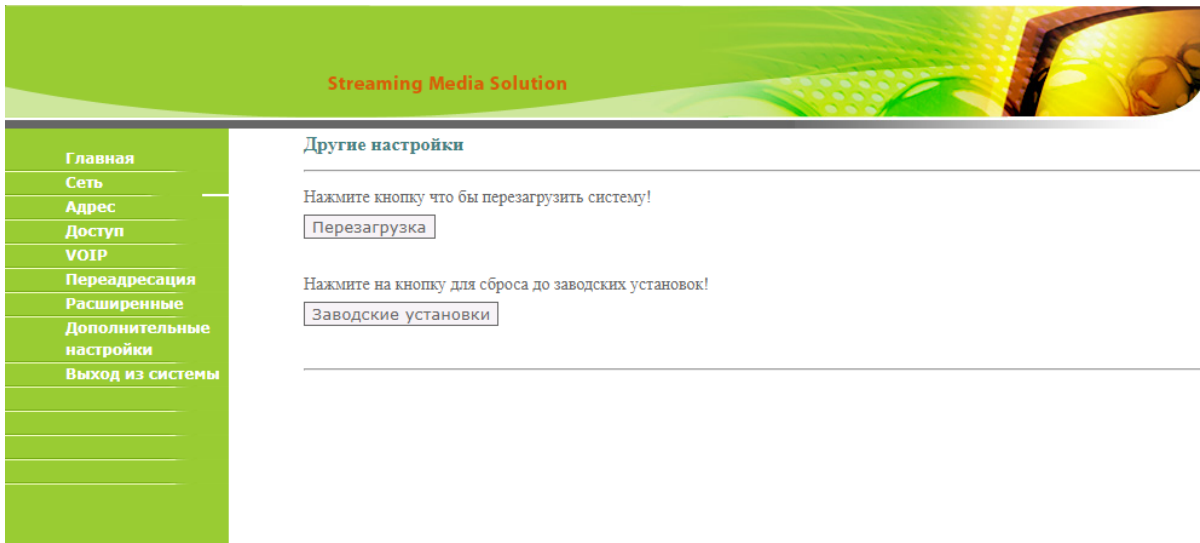 Streaming Media Solution
Главная
Сеть
Адрес
Доступ
VOIP
Переадресация
Расширенные
Дополнительные
настройки
Выход из системы
Другие настройки
Нажмите кнопку что бы перезагрузить систему!
Перезагрузка
Нажмите на кнопку для сброса до заводских установок!
Заводские установки